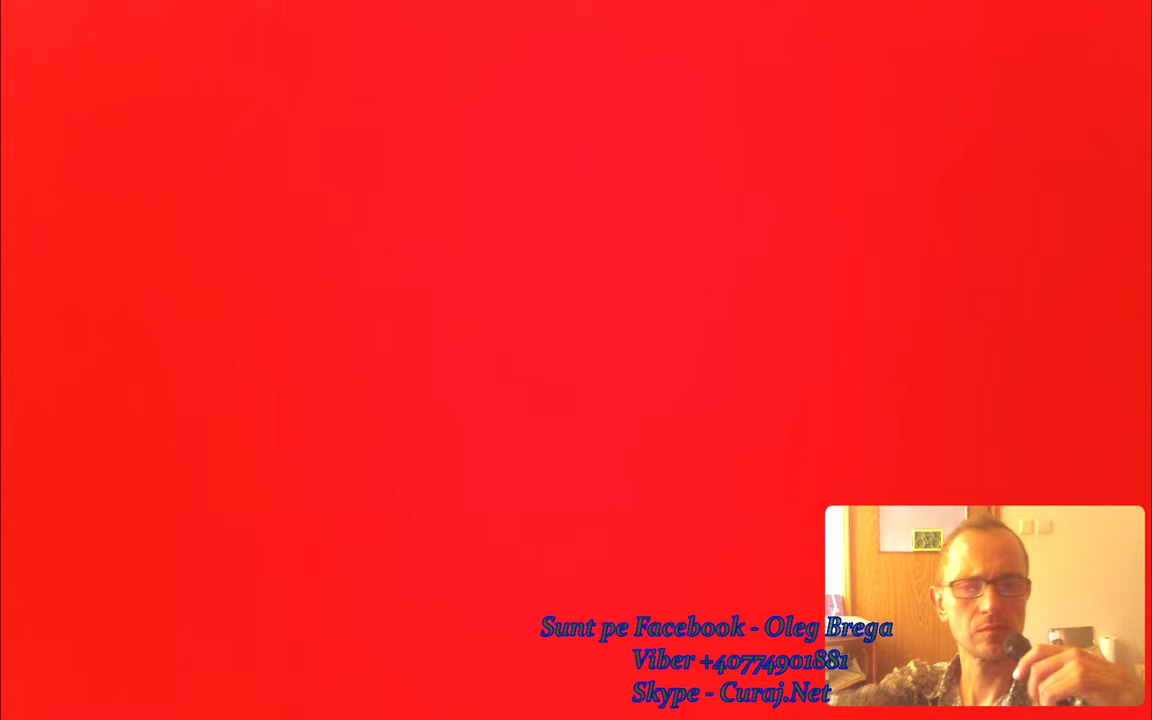 Sunt pe Facebook - Oleg Brega
Viber +40774901881
Skype - Curaj.Net